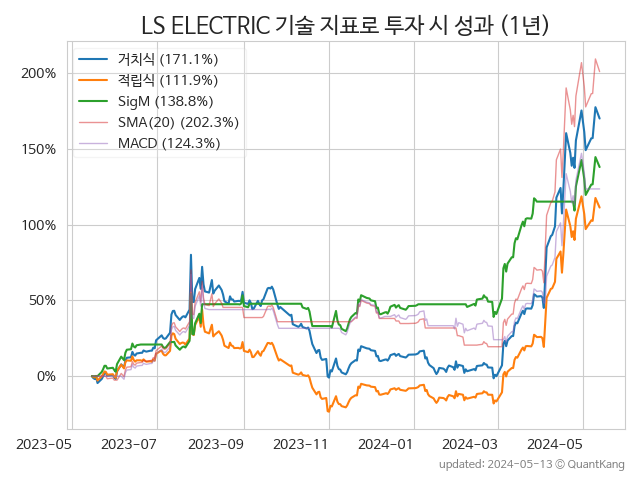 LS ELECTRIC 기술 지표로 투자 시 성과 (1년)
거치식 (171.1%)
적립식 (111.9%)
SigM (138.8%)
SMA(20) (202.3%)
MACD (124.3%)
200%
150%
100%
50%
0%
2023-05 2023-07 2023-09 2023-11 2024-01 2024-03 2024-05
updated: 2024-05-13 ⓒ QuantKang